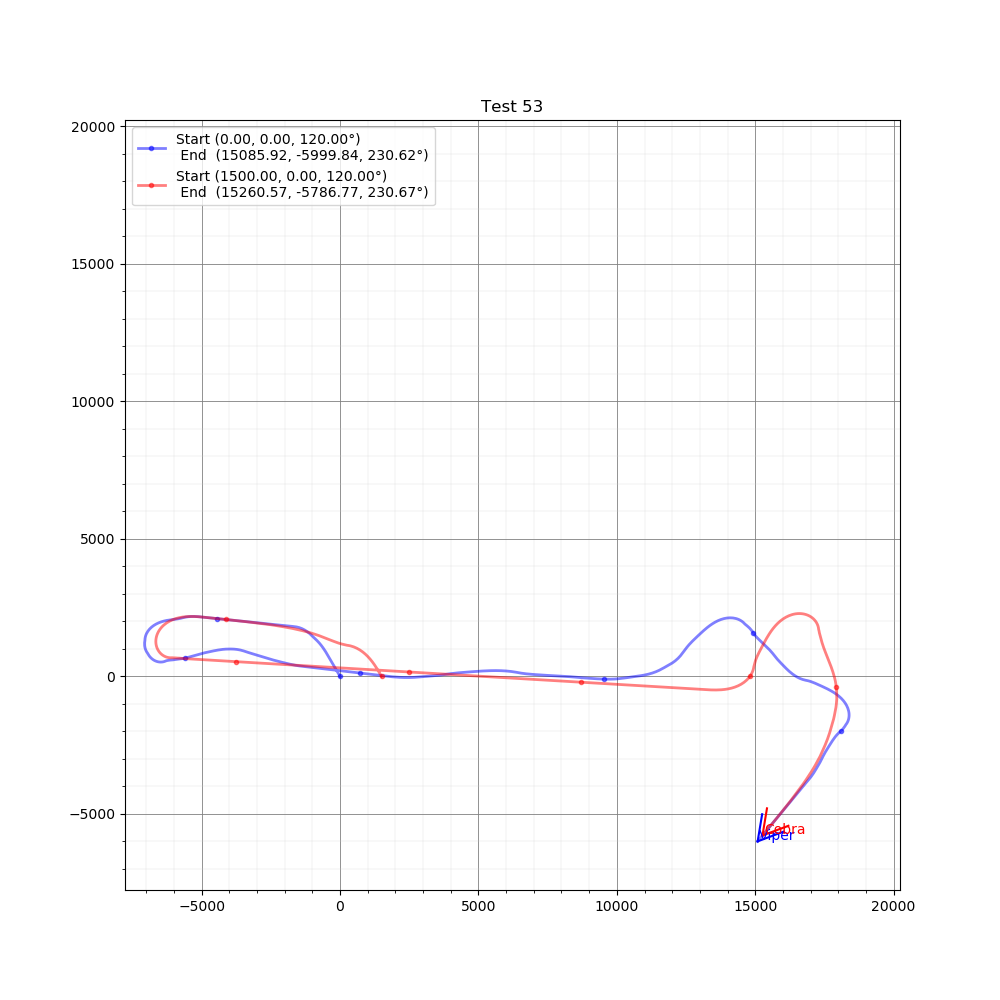 Test 53
Start (0.00, 0.00, 120.00°)
End (15085.92, -5999.84, 230.62°)
Start (1500.00, 0.00, 120.00°)
End (15260.57, -5786.77, 230.67°)
20000
15000
10000
5000
0
−5000
Cobra
Viper
−5000 0 5000 10000 15000 20000